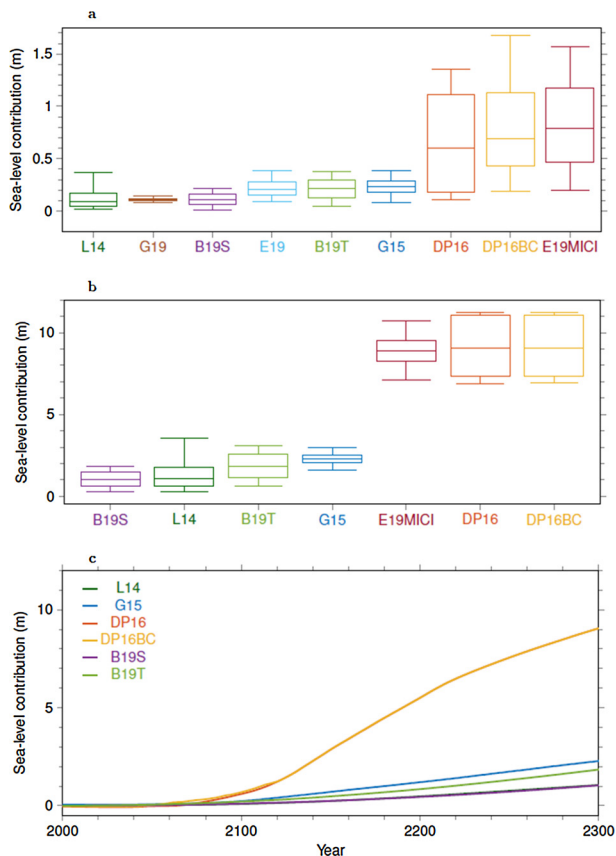 a
Sea-level contribution (m)
1.5
1
0.5
0
L14 G19 B19S E19 B19T G15 DP16 DP16BC E19MICI
b
Sea-level contribution (m)
10
5
0
B19S L14 B19T G15 E19MICI DP16 DP16BC
c
Sea-level contribution (m)
10
5
0
L14
G15
DP16
DP16BC
B19S
B19T
2000 2100 2200 2300
Year